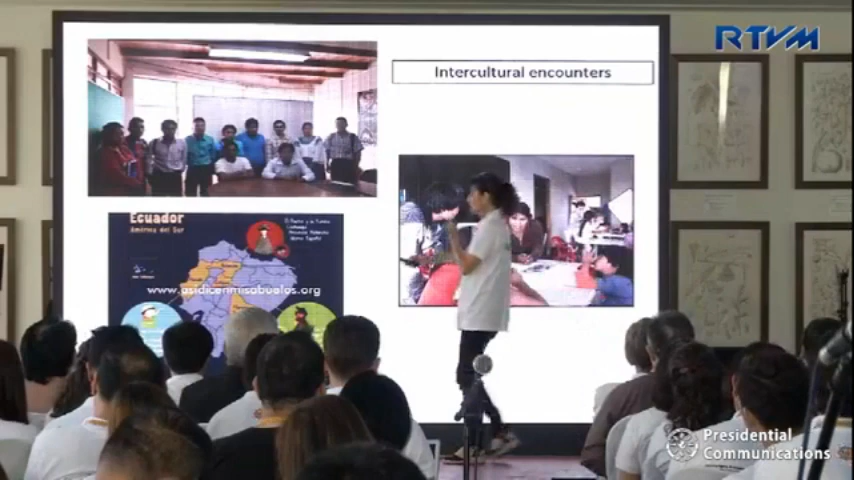 RTVM
Intercultural encounters
Ecuador
América del Sur
www.asidicenmisabuelos.org
Presidential
Communications